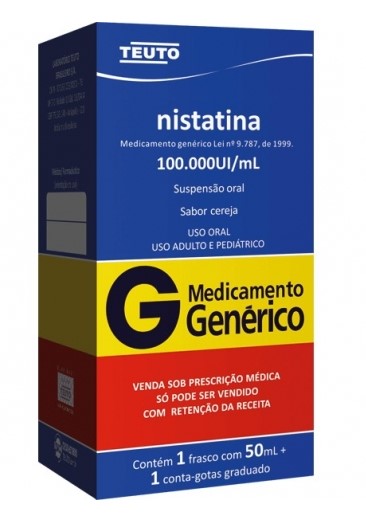 TEUTO
nistatina
Medicamento genérico Lei nº 9.787, de 1999.
100.000UI/mL
Suspensão oral
Sabor cereja
USO ORAL
USO ADULTO E PEDIÁTRICO
G Medicamento
Genérico
VENDA SOB PRESCRIÇÃO MÉDICA
SÓ PODE SER VENDIDO
COM RETENÇÃO DA RECEITA
Contém 1 frasco com 50mL +
1 conta-gotas graduado